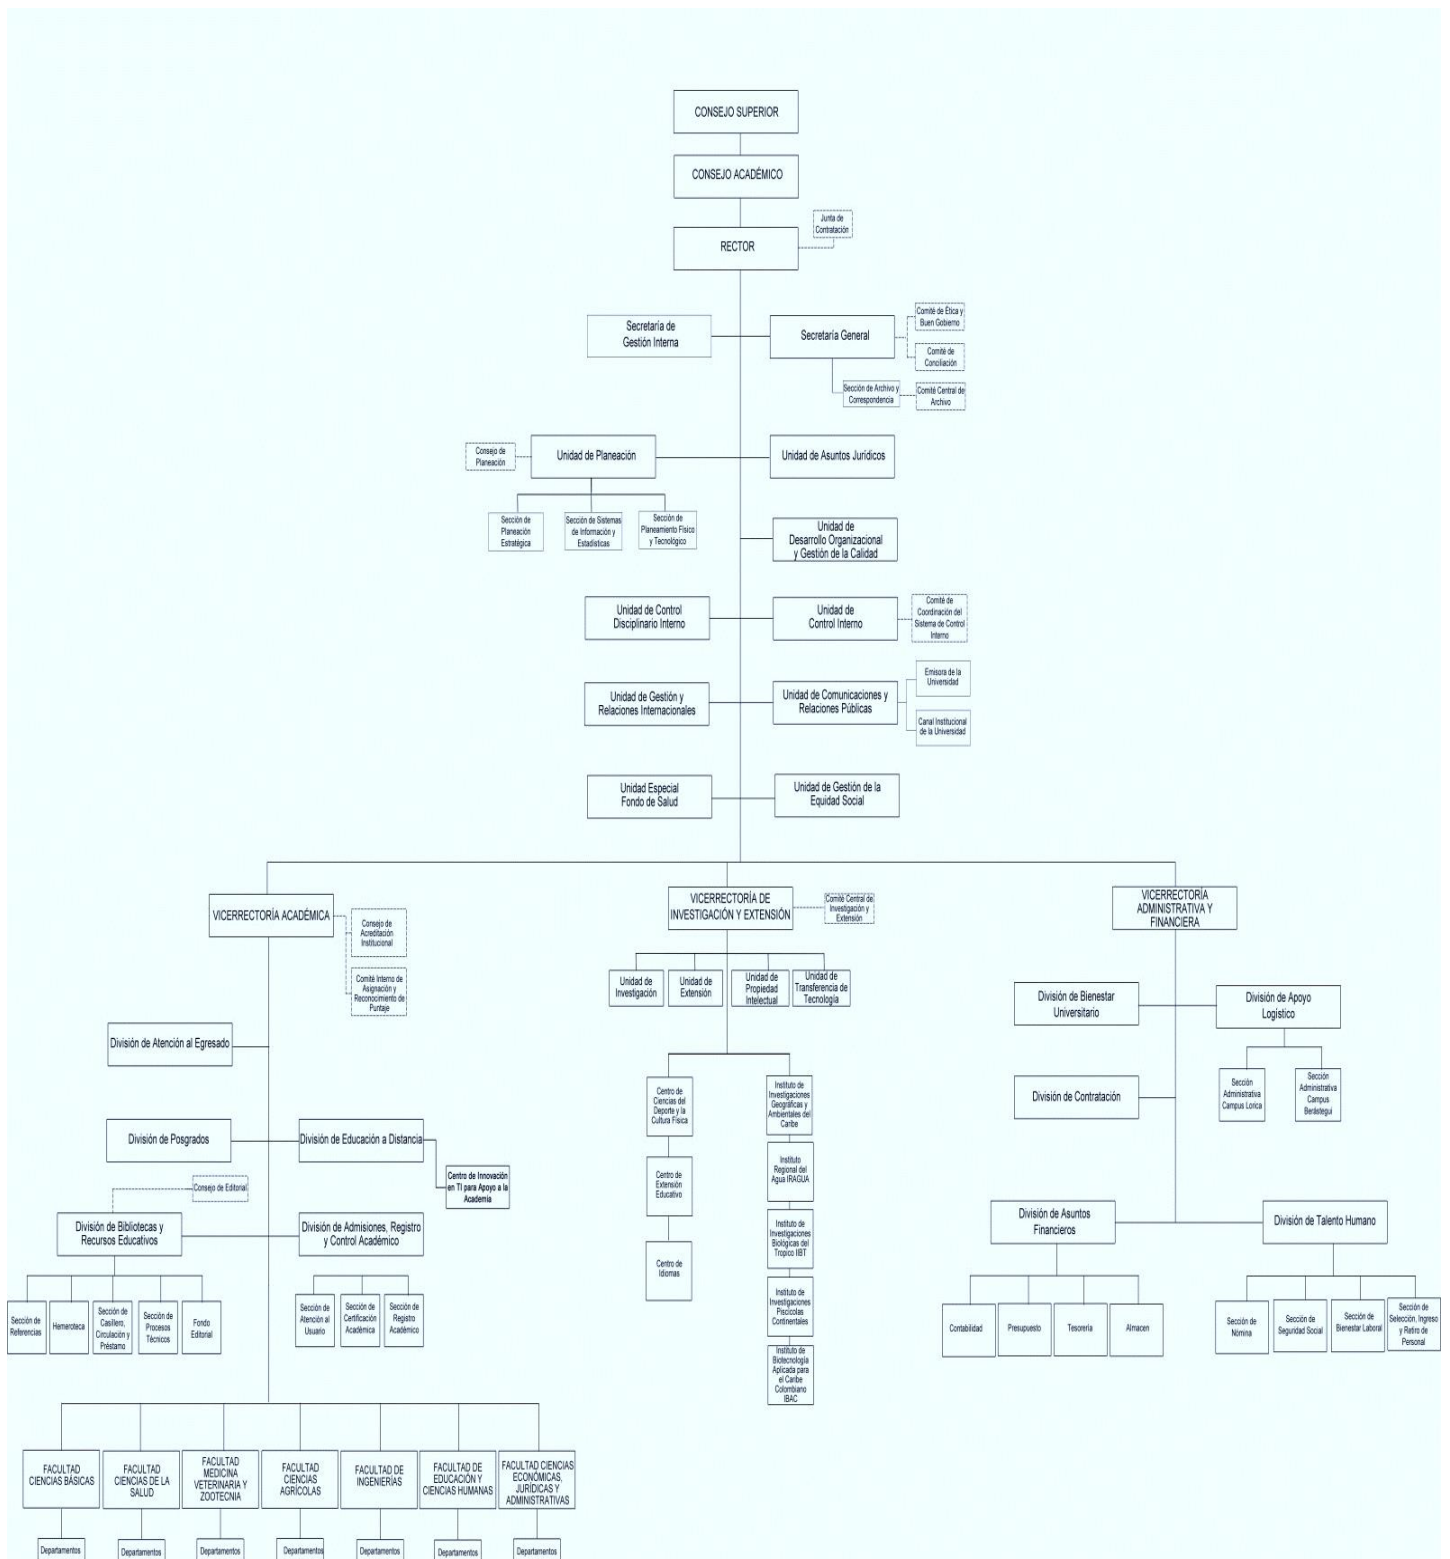 CONSEJO SUPERIOR
CONSEJO ACADÉMICO
RECTOR
Junta de
Contratación
Secretaría de
Gestión Interna
Secretaría General
Comité de Ética y
Buen Gobierno
Comité de
Conciliación
Sección de Archivo y
Correspondencia
Comité Central de
Archivo
Consejo de
Planeación
Unidad de Planeación
Unidad de Asuntos Jurídicos
Sección de
Planeación
Estratégica
Sección de Sistemas
de Información y
Estadísticas
Sección de
Planeamiento Físico
y Tecnológico
Unidad de
Desarrollo Organizacional
y Gestión de la Calidad
Unidad de Control
Disciplinario Interno
Unidad de
Control Interno
Comité de
Coordinación del
Sistema de Control
Interno
Unidad de Gestión y
Relaciones Internacionales
Unidad de Comunicaciones y
Relaciones Públicas
Emisora de la
Universidad
Canal Institucional
de la Universidad
Unidad Especial
Fondo de Salud
Unidad de Gestión de la
Equidad Social
VICERRECTORÍA ACADÉMICA
Consejo de
Acreditación
Institucional
Comité Interno de
Asignación y
Reconocimiento de
Puntaje
VICERRECTORÍA DE
INVESTIGACIÓN Y EXTENSIÓN
Comité Central de
Investigación y
Extensión
VICERRECTORÍA
ADMINISTRATIVA Y
FINANCIERA
Unidad de
Investigación
Unidad de
Extensión
Unidad de
Propiedad
Intelectual
Unidad de
Transferencia de
Tecnología
División de Bienestar
Universitario
División de Apoyo
Logístico
División de Atención al Egresado
Sección
Administrativa
Campus Lorica
Sección
Administrativa
Campus
Berástegui
División de Contratación
Centro de
Ciencias del
Deporte y la
Cultura Física
Instituto de
Investigaciones
Geográficas y
Ambientales del
Caribe
División de Posgrados
División de Educación a Distancia
Centro de Innovación
en TI para Apoyo a la
Academia
Centro de
Extensión
Educativo
Instituto
Regional del
Agua IRAGUA
Consejo de Editorial
División de Bibliotecas y
Recursos Educativos
División de Admisiones, Registro
y Control Académico
Centro de
Idiomas
Instituto de
Investigaciones
Biológicas del
Tropico IIBT
División de Asuntos
Financieros
División de Talento Humano
Sección de
Referencias
Hemeroteca
Sección de
Casillero,
Circulación y
Préstamo
Sección de
Procesos
Técnicos
Fondo
Editorial
Sección de
Atención al
Usuario
Sección de
Certificación
Académica
Sección de
Registro
Académico
Instituto de
Investigaciones
Piscícolas
Continentales
Instituto de
Biotecnología
Aplicada para
el Caribe
Colombiano
IBAC
Contabilidad
Presupuesto
Tesorería
Almacen
Sección de
Nómina
Sección de
Seguridad Social
Sección de
Bienestar Laboral
Sección de
Selección, Ingreso
y Retiro de
Personal
FACULTAD
CIENCIAS BÁSICAS
FACULTAD
CIENCIAS DE LA
SALUD
FACULTAD
MEDICINA
VETERINARIA Y
ZOOTECNIA
FACULTAD
CIENCIAS
AGRÍCOLAS
FACULTAD DE
INGENIERÍAS
FACULTAD DE
EDUCACIÓN Y
CIENCIAS HUMANAS
FACULTAD CIENCIAS
ECONÓMICAS,
JURÍDICAS Y
ADMINISTRATIVAS
Departamentos
Departamentos
Departamentos
Departamentos
Departamentos
Departamentos
Departamentos